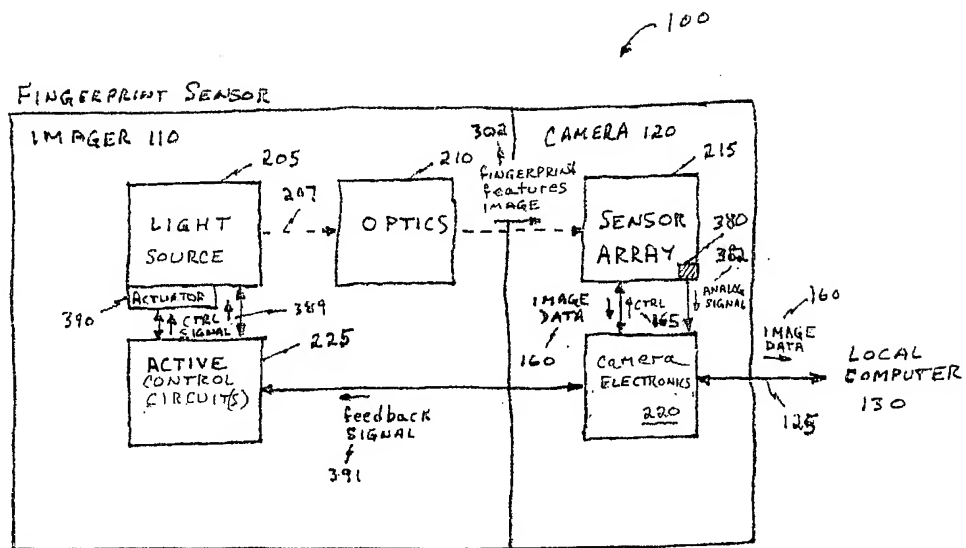 100
FINGERPRINT SENSOR
IMAGER 110
CAMERA 120
302
205
210
215
207
FINGERPRINT
features
IMAGE
LIGHT
SOURCE
OPTICS
SENSOR
ARRAY
380
382
ANALOG
SIGNAL
ACTUATOR
390
CTRL
SIGNAL
389
IMAGE
DATA
160
CTRL
165
160
IMAGE
DATA
225
ACTIVE
CONTROL
CIRCUIT(S)
Camera
ELECTRONICS
220
LOCAL
COMPUTER
130
125
feedback
SIGNAL
391